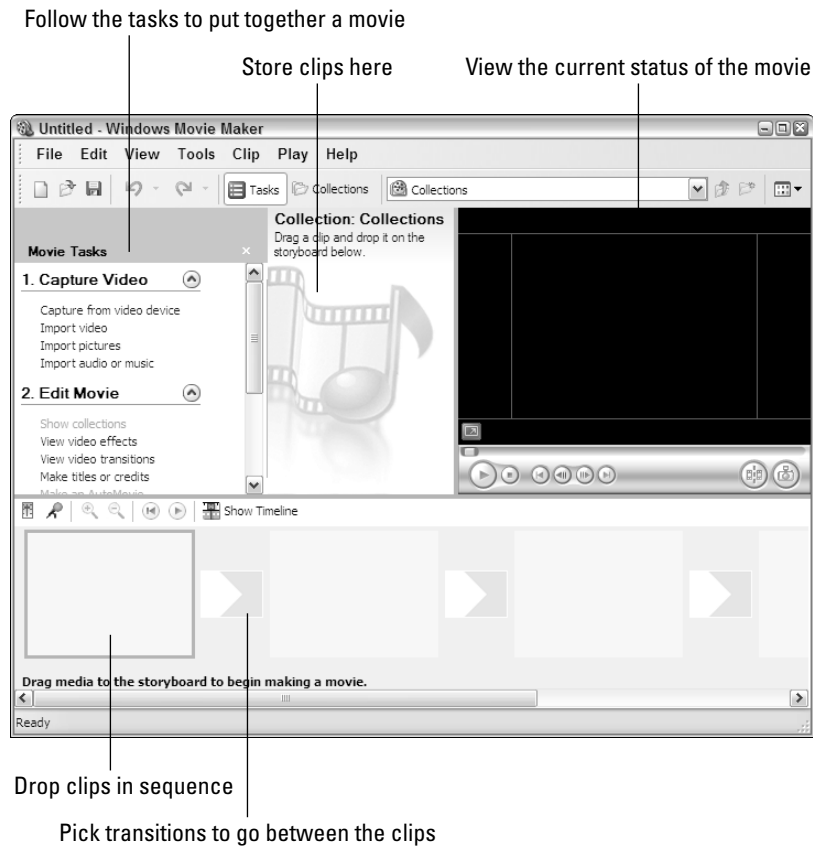 Follow the tasks to put together a movie
Store clips here
View the current status of the movie
Untitled - Windows Movie Maker
File Edit View Tools Clip Play Help
Tasks Collections Collections
Movie Tasks
1. Capture Video
Capture from video device
Import video
Import pictures
Import audio or music
2. Edit Movie
Show collections
View video effects
View video transitions
Make titles or credits
Make an AutoMovie
Collection: Collections
Drag a clip and drop it on the
storyboard below.
Show Timeline
Drag media to the storyboard to begin making a movie.
Ready
Drop clips in sequence
Pick transitions to go between the clips